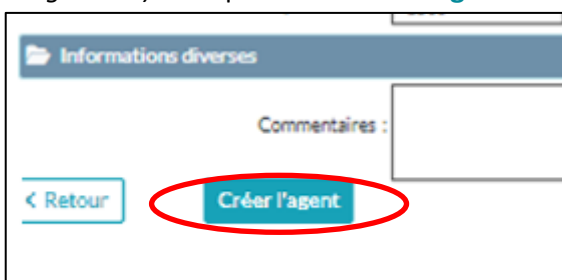 Informations diverses
Commentaires :
< Retour
Créer l'agent